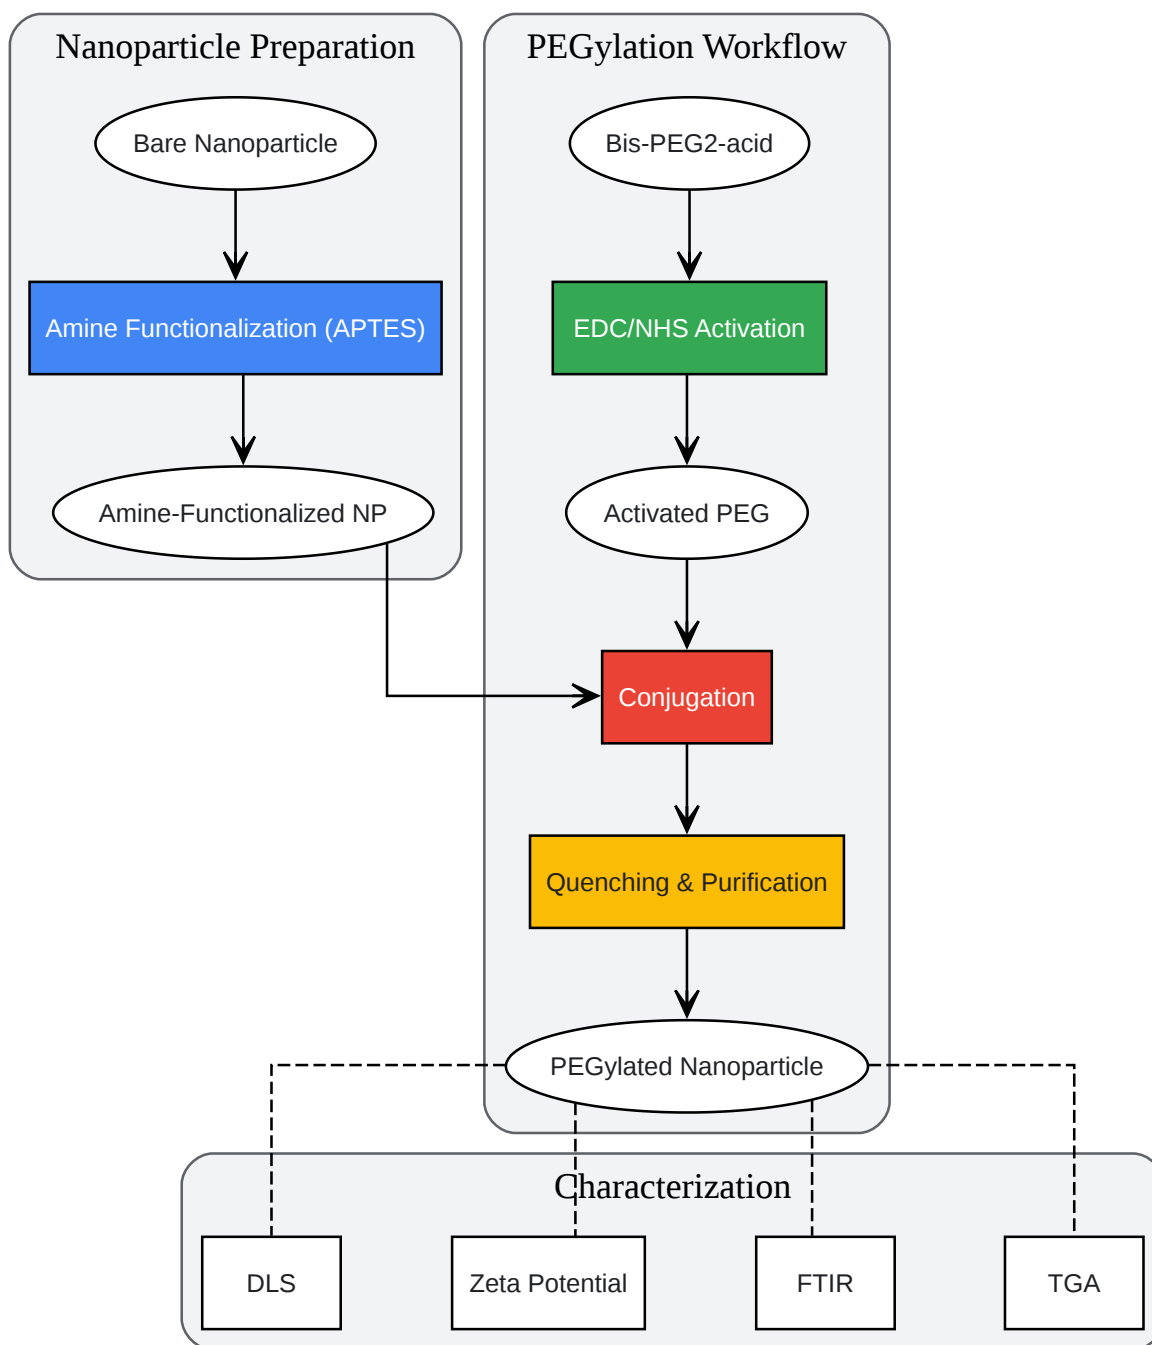 Nanoparticle Preparation
Bare Nanoparticle
Amine Functionalization (APTES)
Amine-Functionalized NP
PEGylation Workflow
Bis-PEG2-acid
EDC/NHS Activation
Activated PEG
Conjugation
Quenching & Purification
PEGylated Nanoparticle
Characterization
DLS
Zeta Potential
FTIR
TGA